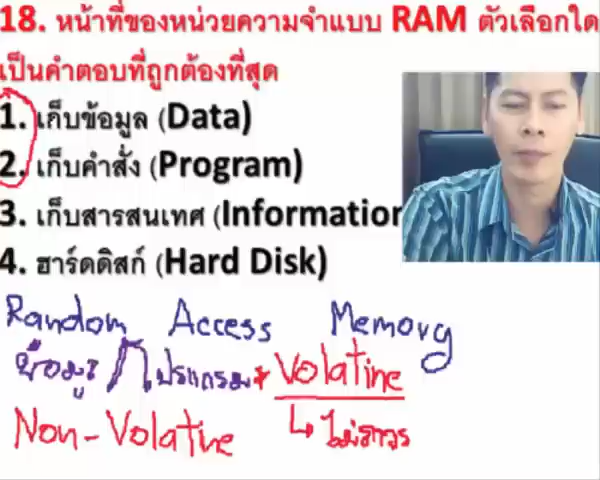 18. หน้าที่ของหน่วยความจำแบบ RAM ตัวเลือกใด
เป็นคำตอบที่ถูกต้องที่สุด
1. เก็บข้อมูล (Data)
2. เก็บคำสั่ง (Program)
3. เก็บสารสนเทศ (Information
4. ฮาร์ดดิสก์ (Hard Disk)
Random Access Memory
ข้อมูล โปรแกรม * Volatine
Non-Volatine ↳ ไม่ถาวร